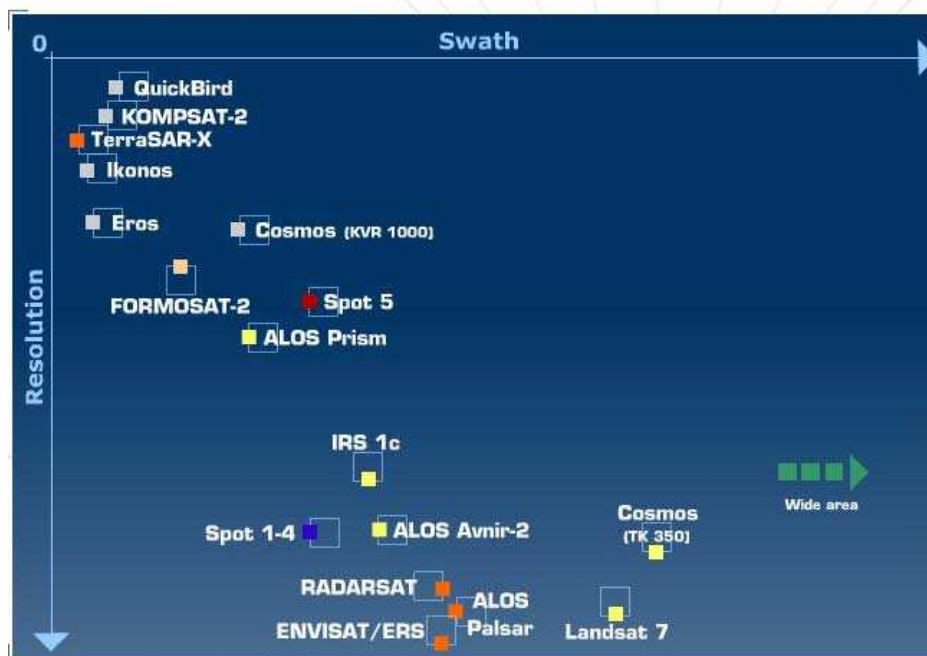 0
Swath
QuickBird
KOMPSAT-2
TerraSAR-X
Ikonos
Eros
Cosmos (KVR 1000)
FORMOSAT-2
Spot 5
ALOS Prism
Resolution
IRS 1c
Wide area
Spot 1-4
ALOS Avnir-2
Cosmos
(TK 350)
RADARSAT
ALOS
Palsar
ENVISAT/ERS
Landsat 7